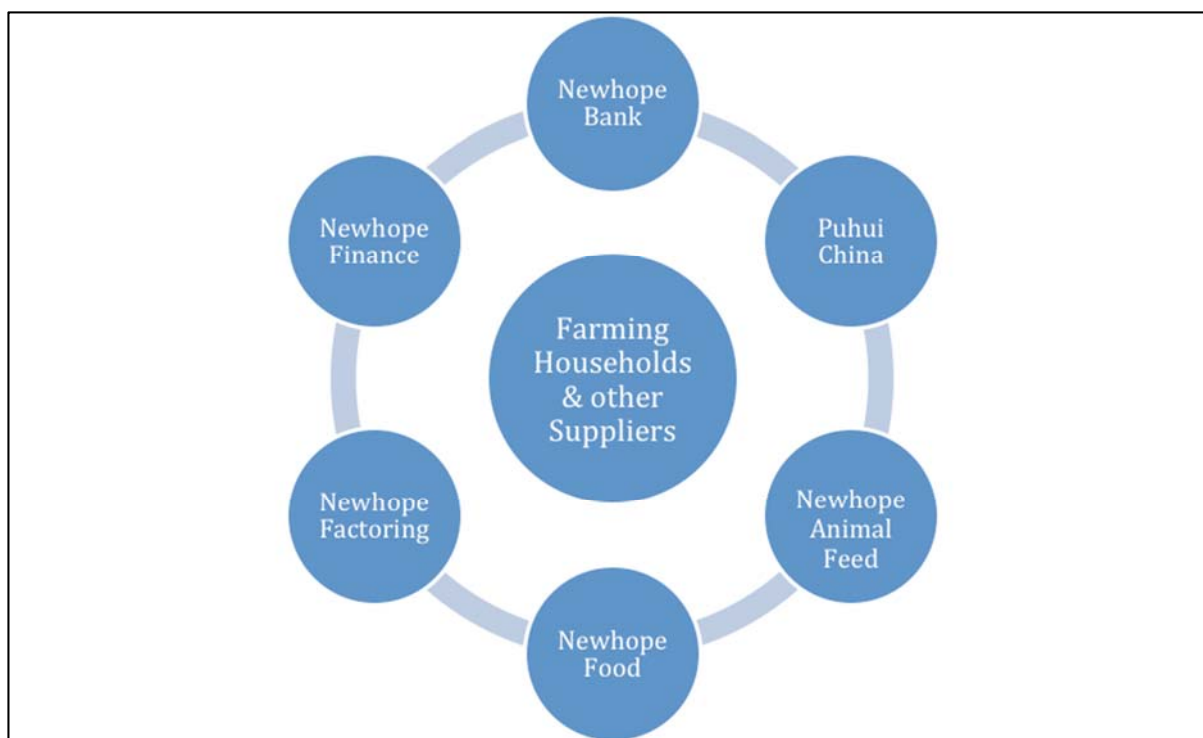 Newhope
Bank
Puhui
China
Newhope
Animal
Feed
Newhope
Food
Newhope
Factoring
Newhope
Finance
Farming
Households
& other
Suppliers